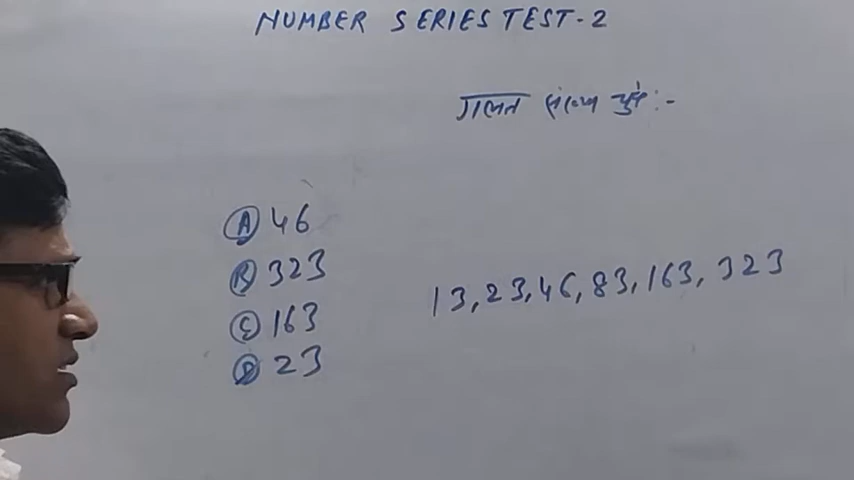 NUMBER SERIES TEST-2
गलत संख्या चुनें:-
(A) 46
(B) 323
(C) 163
(D) 23
13, 23, 46, 83, 163, 323